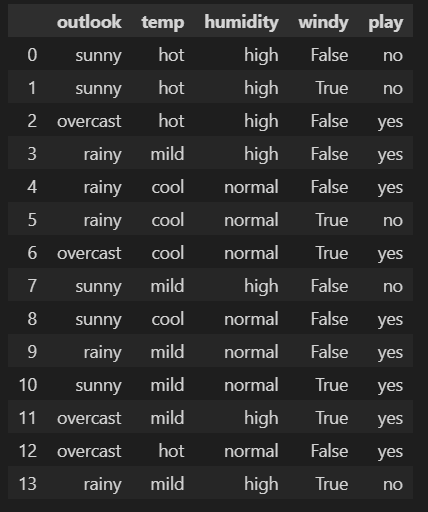 outlook temp humidity windy play
0 sunny hot high False no
1 sunny hot high True no
2 overcast hot high False yes
3 rainy mild high False yes
4 rainy cool normal False yes
5 rainy cool normal True no
6 overcast cool normal True yes
7 sunny mild high False no
8 sunny cool normal False yes
9 rainy mild normal False yes
10 sunny mild normal True yes
11 overcast mild high True yes
12 overcast hot normal False yes
13 rainy mild high True no